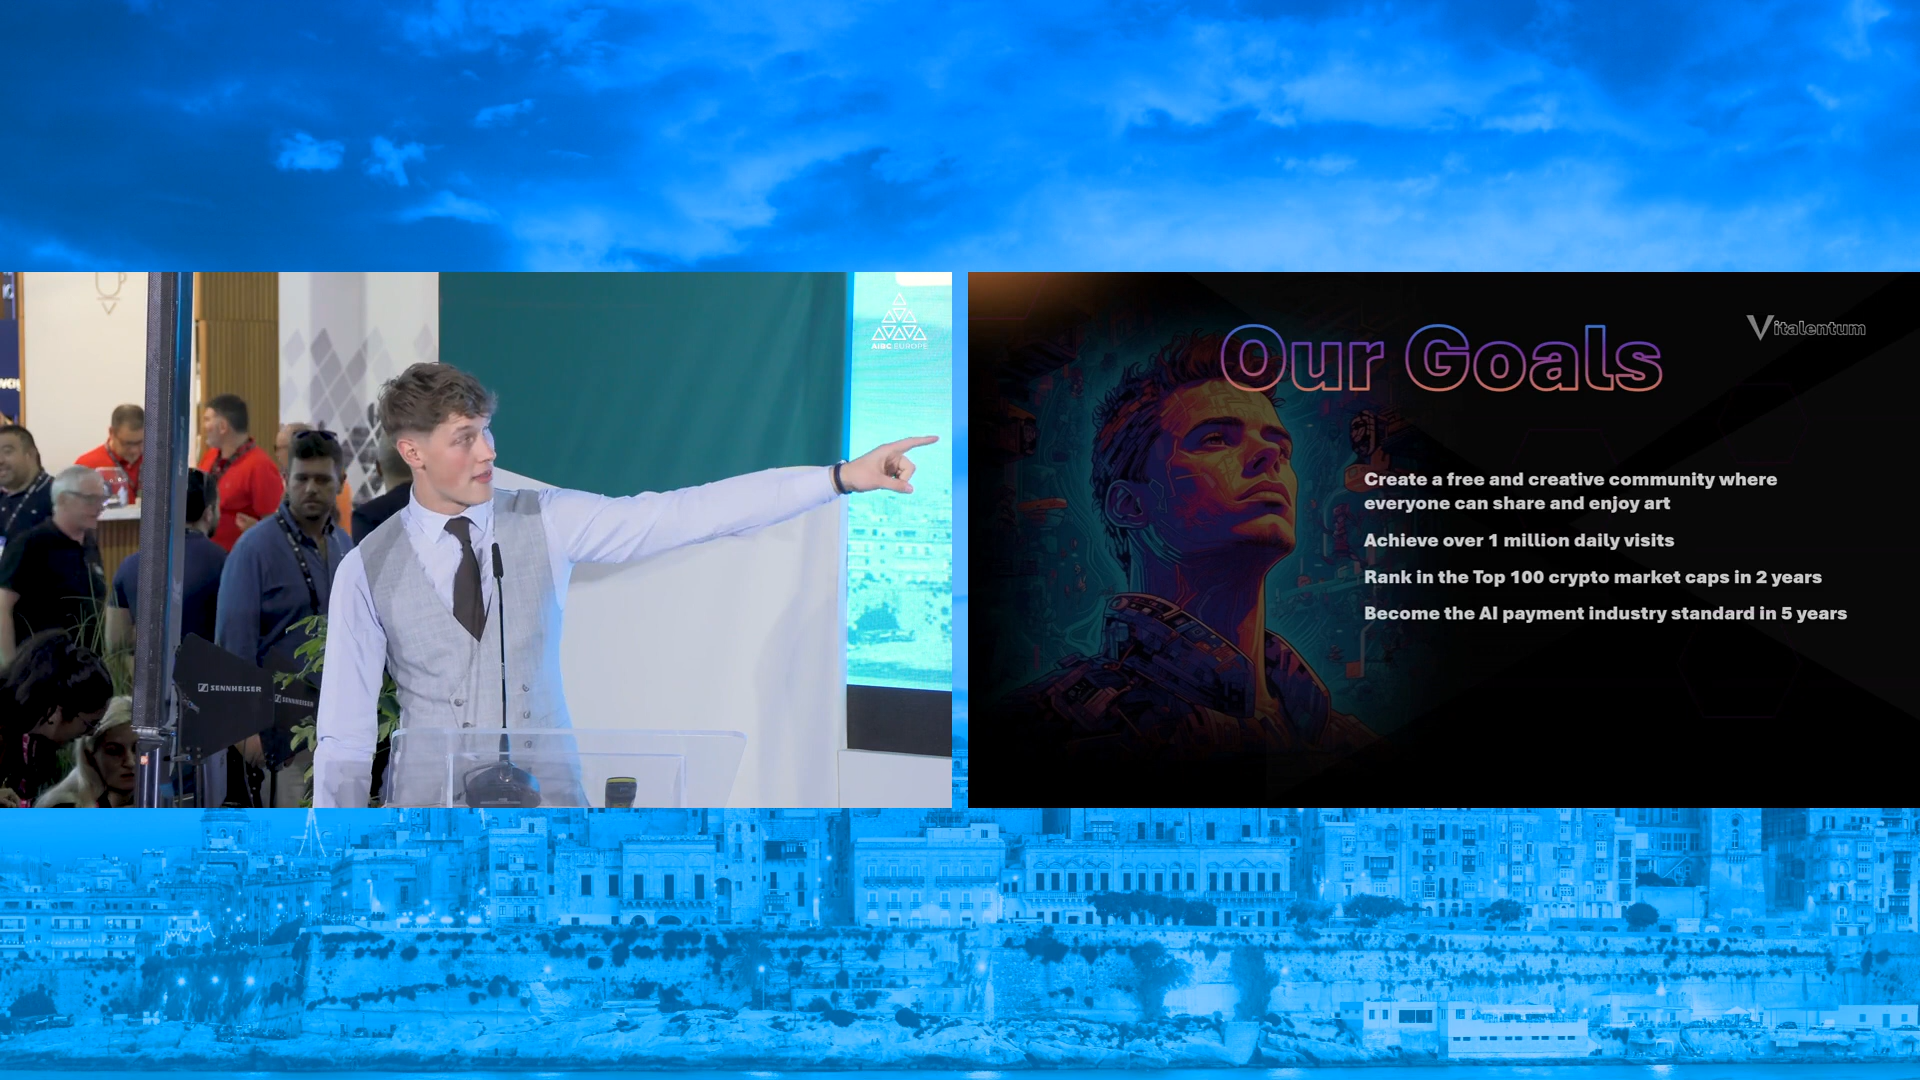 AIBC EUROPE
SENNHEISER
SENNHEISER
Our Goals
Vitalentum
Create a free and creative community where
everyone can share and enjoy art
Achieve over 1 million daily visits
Rank in the Top 100 crypto market caps in 2 years
Become the AI payment industry standard in 5 years